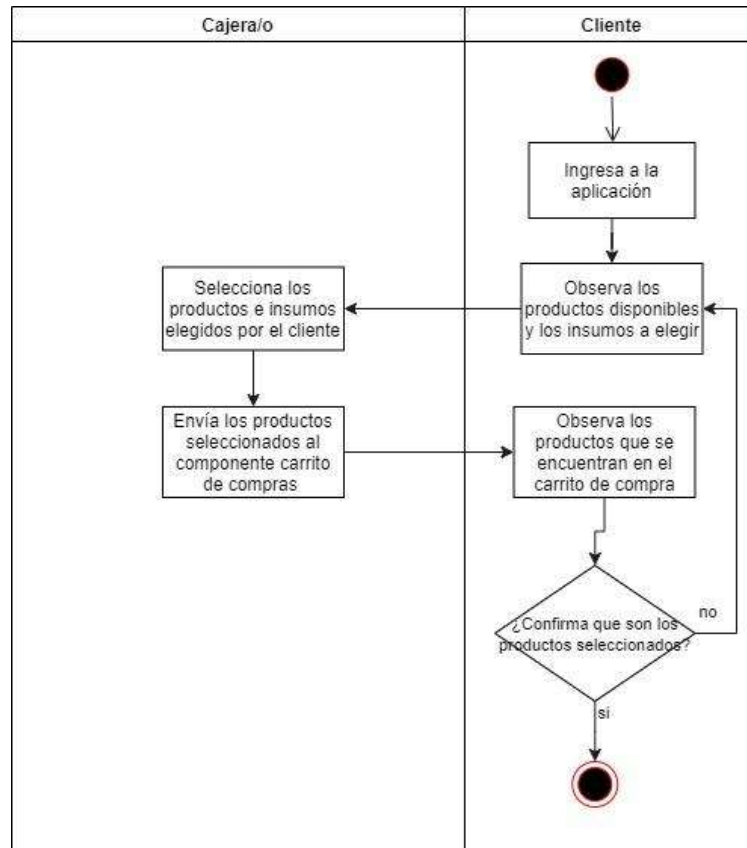 Cajera/o
Cliente
Ingresa a la
aplicación
Selecciona los
productos e insumos
elegidos por el cliente
Observa los
productos disponibles
y los insumos a elegir
Envía los productos
seleccionados al
componente carrito
de compras
Observa los
productos que se
encuentran en el
carrito de compra
¿Confirma que son los
productos seleccionados?
no
si